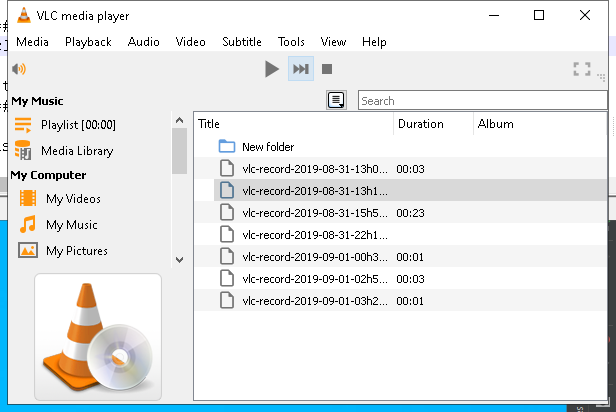 VLC media player
Media Playback Audio Video Subtitle Tools View Help
Search
My Music
Playlist [00:00]
Media Library
My Computer
My Videos
My Music
My Pictures
Title Duration Album
New folder
vlc-record-2019-08-31-13h0... 00:03
vlc-record-2019-08-31-13h1...
vlc-record-2019-08-31-15h5... 00:23
vlc-record-2019-08-31-22h1...
vlc-record-2019-09-01-00h3... 00:01
vlc-record-2019-09-01-02h5... 00:03
vlc-record-2019-09-01-03h2... 00:01